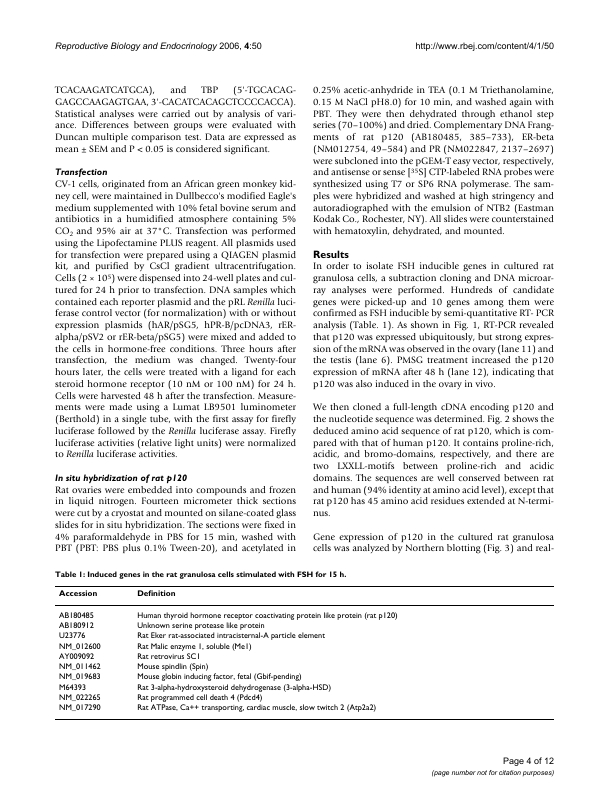 Reproductive Biology and Endocrinology 2006, 4:50
http://www.rbej.com/content/4/1/50
TCACAAGATCATGCA), and TBP (5'-TGCACAG-
GAGCCAAGAGTGAA, 3'-CACATCACAGCTCCCCACCA).
Statistical analyses were carried out by analysis of vari-
ance. Differences between groups were evaluated with
Duncan multiple comparison test. Data are expressed as
mean ± SEM and P < 0.05 is considered significant.
Transfection
CV-1 cells, originated from an African green monkey kid-
ney cell, were maintained in Dullbecco's modified Eagle's
medium supplemented with 10% fetal bovine serum and
antibiotics in a humidified atmosphere containing 5%
CO₂ and 95% air at 37°C. Transfection was performed
using the Lipofectamine PLUS reagent. All plasmids used
for transfection were prepared using a QIAGEN plasmid
kit, and purified by CsCl gradient ultracentrifugation.
Cells (2 × 10⁵) were dispensed into 24-well plates and cul-
tured for 24 h prior to transfection. DNA samples which
contained each reporter plasmid and the pRL Renilla luci-
ferase control vector (for normalization) with or without
expression plasmids (hAR/pSG5, hPR-B/pcDNA3, rER-
alpha/pSV2 or rER-beta/pSG5) were mixed and added to
the cells in hormone-free conditions. Three hours after
transfection, the medium was changed. Twenty-four
hours later, the cells were treated with a ligand for each
steroid hormone receptor (10 nM or 100 nM) for 24 h.
Cells were harvested 48 h after the transfection. Measure-
ments were made using a Lumat LB9501 luminometer
(Berthold) in a single tube, with the first assay for firefly
luciferase followed by the Renilla luciferase assay. Firefly
luciferase activities (relative light units) were normalized
to Renilla luciferase activities.
In situ hybridization of rat p120
Rat ovaries were embedded into compounds and frozen
in liquid nitrogen. Fourteen micrometer thick sections
were cut by a cryostat and mounted on silane-coated glass
slides for in situ hybridization. The sections were fixed in
4% paraformaldehyde in PBS for 15 min, washed with
PBT (PBT: PBS plus 0.1% Tween-20), and acetylated in
0.25% acetic-anhydride in TEA (0.1 M Triethanolamine,
0.15 M NaCl pH8.0) for 10 min, and washed again with
PBT. They were then dehydrated through ethanol step
series (70–100%) and dried. Complementary DNA Frang-
ments of rat p120 (AB180485, 385–733), ER-beta
(NM012754, 49–584) and PR (NM022847, 2137–2697)
were subcloned into the pGEM-T easy vector, respectively,
and antisense or sense [³⁵S] CTP-labeled RNA probes were
synthesized using T7 or SP6 RNA polymerase. The sam-
ples were hybridized and washed at high stringency and
autoradiographed with the emulsion of NTB2 (Eastman
Kodak Co., Rochester, NY). All slides were counterstained
with hematoxylin, dehydrated, and mounted.
Results
In order to isolate FSH inducible genes in cultured rat
granulosa cells, a subtraction cloning and DNA microar-
ray analyses were performed. Hundreds of candidate
genes were picked-up and 10 genes among them were
confirmed as FSH inducible by semi-quantitative RT- PCR
analysis (Table. 1). As shown in Fig. 1, RT-PCR revealed
that p120 was expressed ubiquitously, but strong expres-
sion of the mRNA was observed in the ovary (lane 11) and
the testis (lane 6). PMSG treatment increased the p120
expression of mRNA after 48 h (lane 12), indicating that
p120 was also induced in the ovary in vivo.
We then cloned a full-length cDNA encoding p120 and
the nucleotide sequence was determined. Fig. 2 shows the
deduced amino acid sequence of rat p120, which is com-
pared with that of human p120. It contains proline-rich,
acidic, and bromo-domains, respectively, and there are
two LXXLL-motifs between proline-rich and acidic
domains. The sequences are well conserved between rat
and human (94% identity at amino acid level), except that
rat p120 has 45 amino acid residues extended at N-termi-
nus.
Gene expression of p120 in the cultured rat granulosa
cells was analyzed by Northern blotting (Fig. 3) and real-
Table 1: Induced genes in the rat granulosa cells stimulated with FSH for 15 h.
Accession Definition
AB180485 Human thyroid hormone receptor coactivating protein like protein (rat p120)
AB180912 Unknown serine protease like protein
U23776 Rat Eker rat-associated intracisternal-A particle element
NM_012600 Rat Malic enzyme 1, soluble (Me1)
AY009092 Rat retrovirus SC1
NM_011462 Mouse spindlin (Spin)
NM_019683 Mouse globin inducing factor, fetal (Gbif-pending)
M64393 Rat 3-alpha-hydroxysteroid dehydrogenase (3-alpha-HSD)
NM_022265 Rat programmed cell death 4 (Pdcd4)
NM_017290 Rat ATPase, Ca++ transporting, cardiac muscle, slow twitch 2 (Atp2a2)
Page 4 of 12
(page number not for citation purposes)